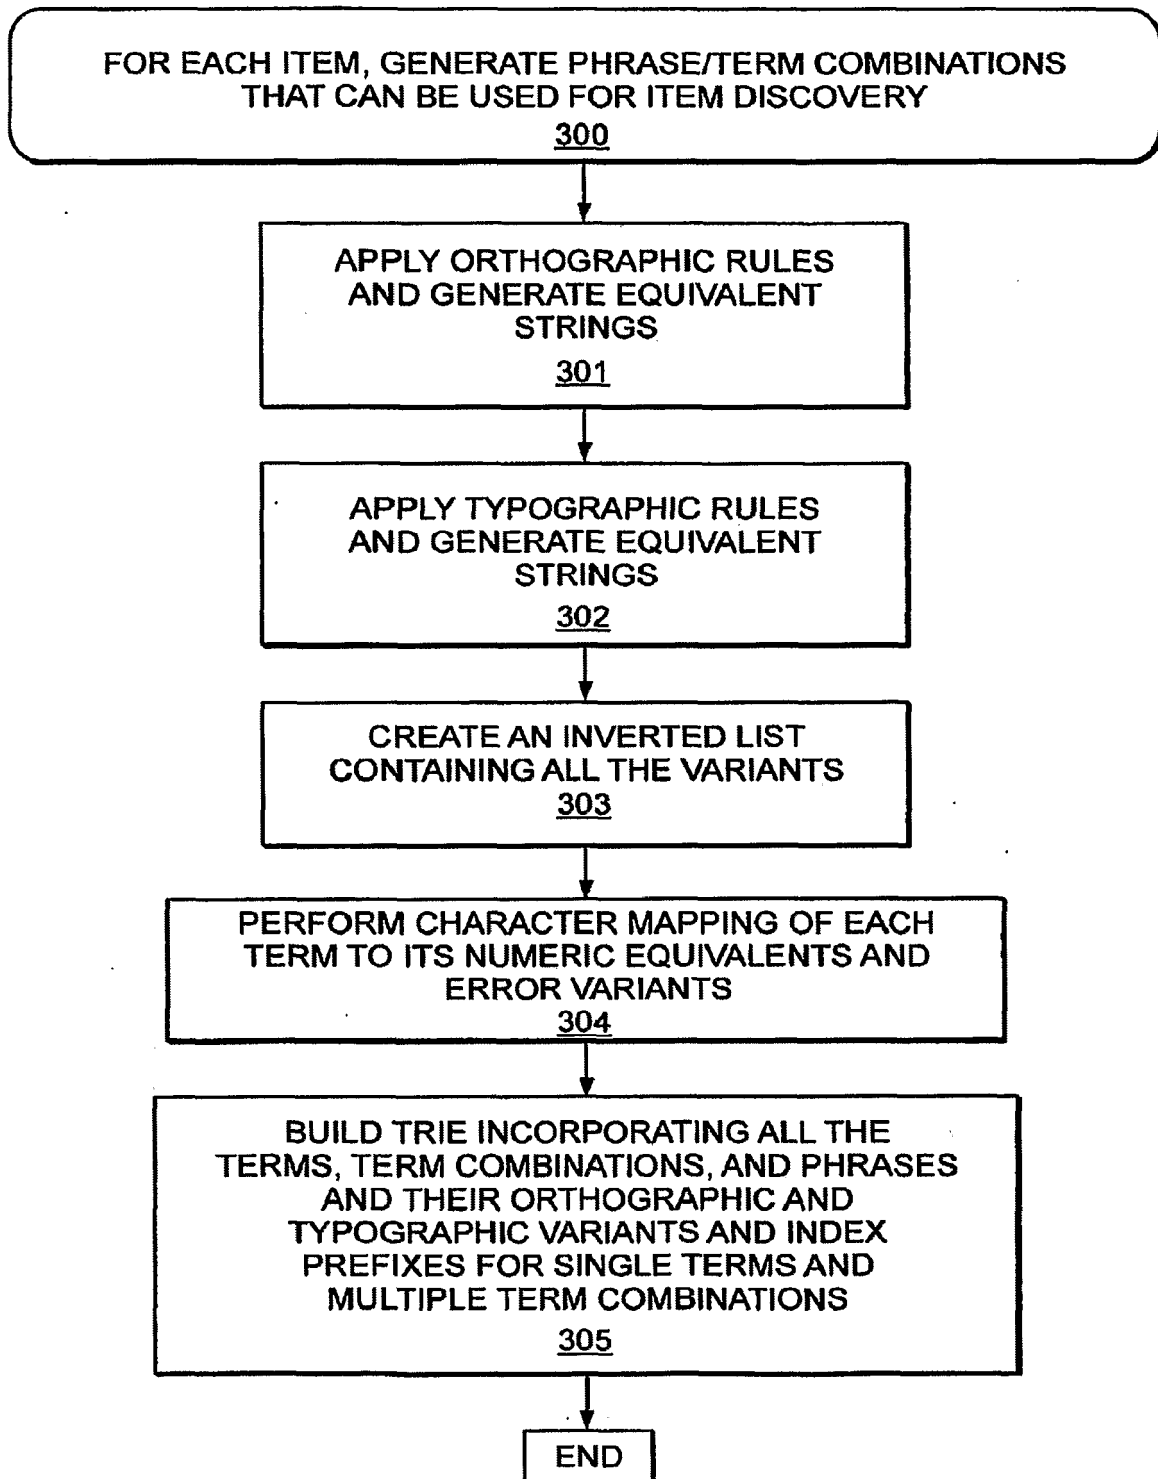 FOR EACH ITEM, GENERATE PHRASE/TERM COMBINATIONS
THAT CAN BE USED FOR ITEM DISCOVERY
300
APPLY ORTHOGRAPHIC RULES
AND GENERATE EQUIVALENT
STRINGS
301
APPLY TYPOGRAPHIC RULES
AND GENERATE EQUIVALENT
STRINGS
302
CREATE AN INVERTED LIST
CONTAINING ALL THE VARIANTS
303
PERFORM CHARACTER MAPPING OF EACH
TERM TO ITS NUMERIC EQUIVALENTS AND
ERROR VARIANTS
304
BUILD TRIE INCORPORATING ALL THE
TERMS, TERM COMBINATIONS, AND PHRASES
AND THEIR ORTHOGRAPHIC AND
TYPOGRAPHIC VARIANTS AND INDEX
PREFIXES FOR SINGLE TERMS AND
MULTIPLE TERM COMBINATIONS
305
END